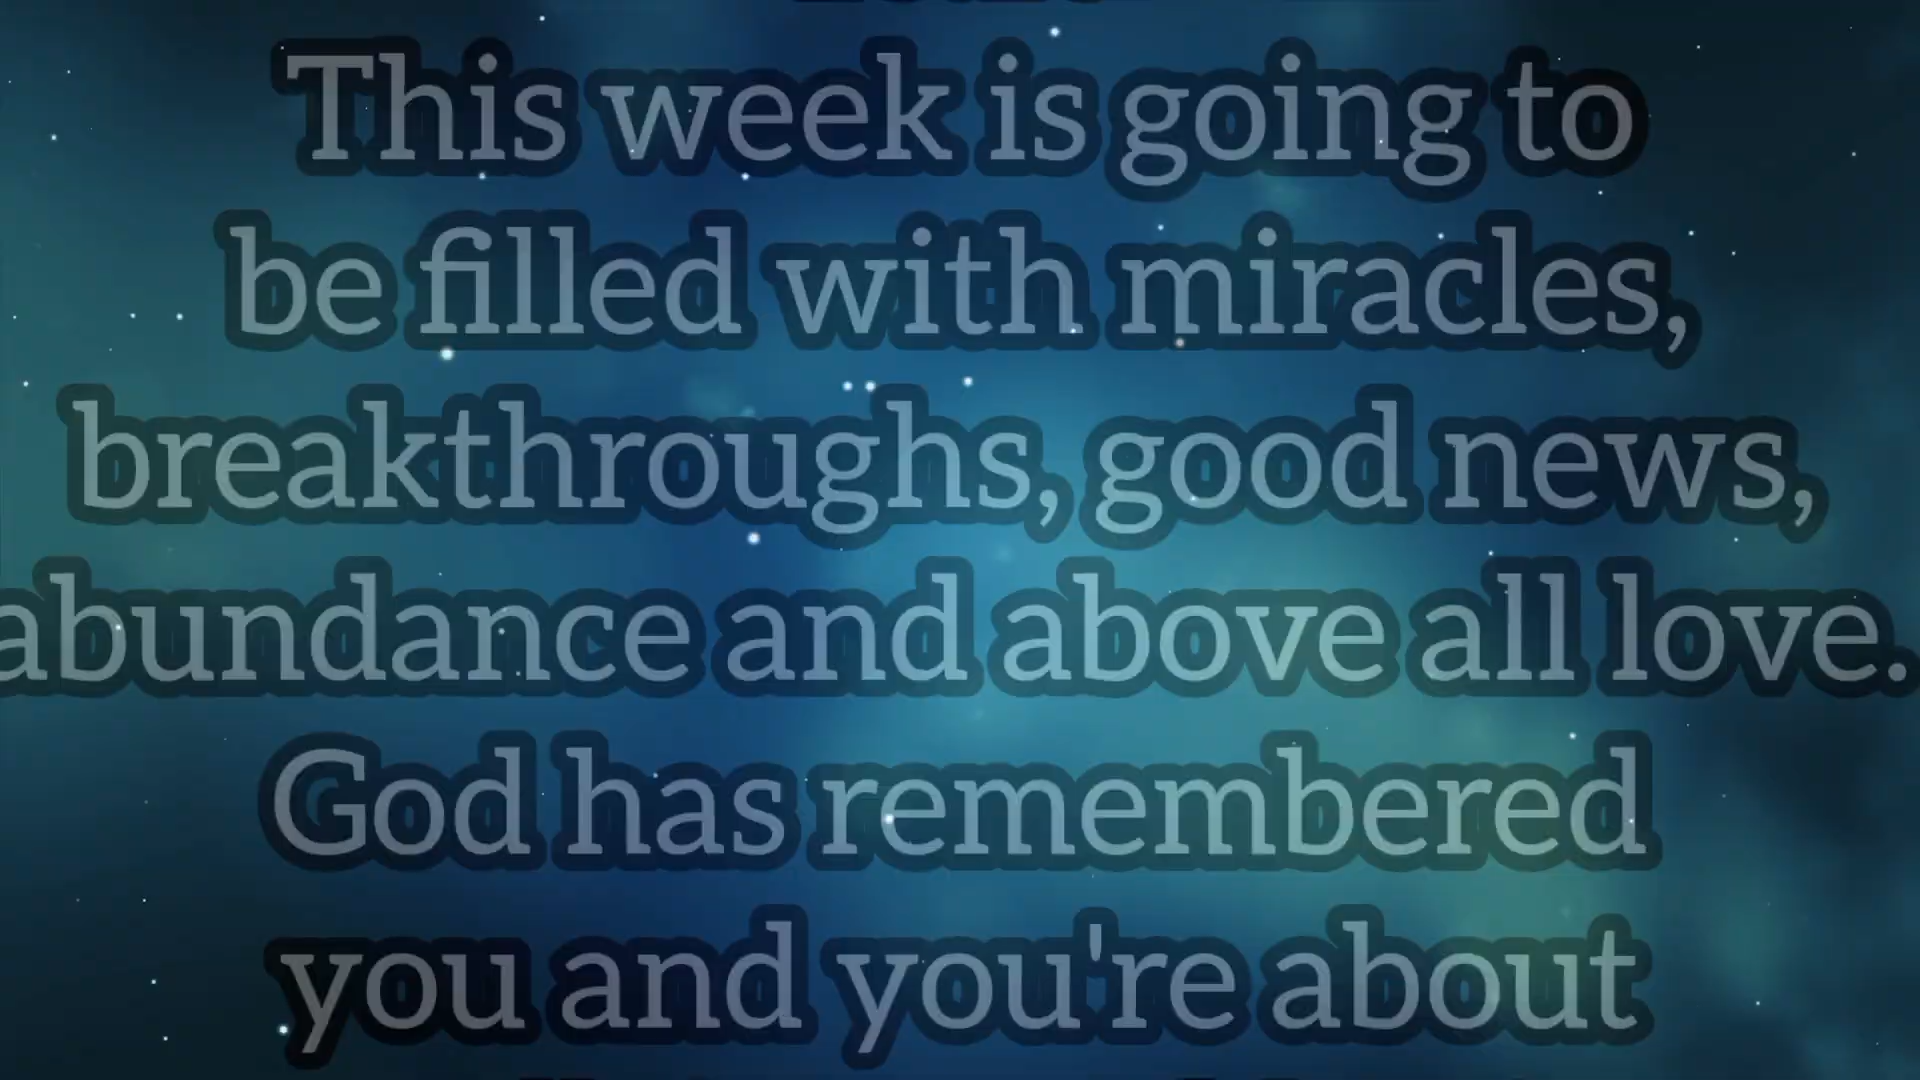 This week is going to
be filled with miracles,
breakthroughs, good news,
abundance and above all love.
God has remembered
you and you're about